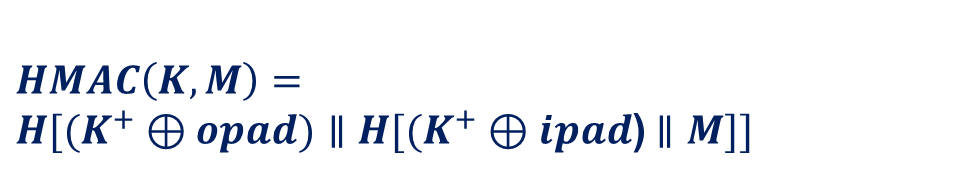 HMAC(K, M) =
H[(K⁺ ⊕ opad) ∥ H[(K⁺ ⊕ ipad) ∥ M]]